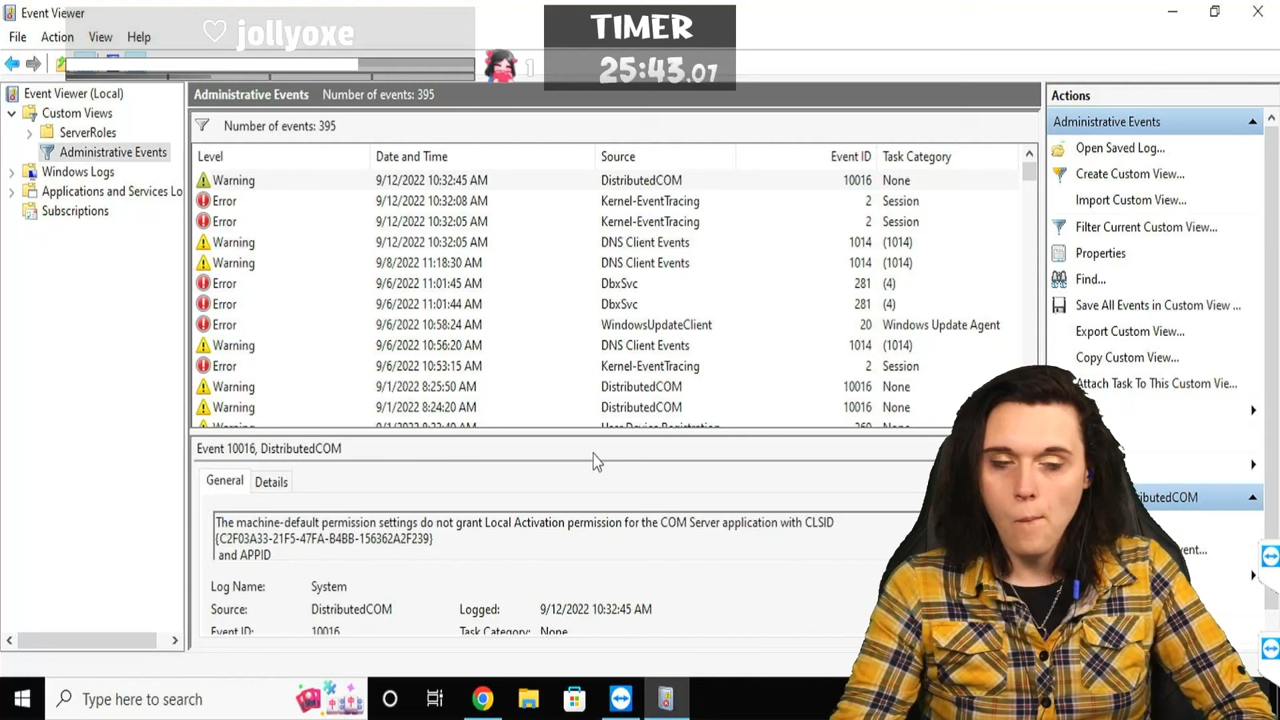 Event Viewer
♡ jollyoxe
TIMER
25:43.07
1
File Action View Help
Event Viewer (Local)
Custom Views
ServerRoles
Administrative Events
Windows Logs
Applications and Services Lo
Subscriptions
Administrative Events Number of events: 395
Number of events: 395
Level Date and Time Source Event ID Task Category
Warning 9/12/2022 10:32:45 AM DistributedCOM 10016 None
Error 9/12/2022 10:32:08 AM Kernel-EventTracing 2 Session
Error 9/12/2022 10:32:05 AM Kernel-EventTracing 2 Session
Warning 9/12/2022 10:32:05 AM DNS Client Events 1014 (1014)
Warning 9/8/2022 11:18:30 AM DNS Client Events 1014 (1014)
Error 9/6/2022 11:01:45 AM DbxSvc 281 (4)
Error 9/6/2022 11:01:44 AM DbxSvc 281 (4)
Error 9/6/2022 10:58:24 AM WindowsUpdateClient 20 Windows Update Agent
Warning 9/6/2022 10:56:20 AM DNS Client Events 1014 (1014)
Error 9/6/2022 10:53:15 AM Kernel-EventTracing 2 Session
Warning 9/1/2022 8:25:50 AM DistributedCOM 10016 None
Warning 9/1/2022 8:24:20 AM DistributedCOM 10016 None
Event 10016, DistributedCOM
General Details
The machine-default permission settings do not grant Local Activation permission for the COM Server application with CLSID
{C2F03A33-21F5-47FA-B4BB-156362A2F239}
and APPID
Log Name: System
Source: DistributedCOM Logged: 9/12/2022 10:32:45 AM
Event ID: 10016 Task Category: None
Actions
Administrative Events
Open Saved Log...
Create Custom View...
Import Custom View...
Filter Current Custom View...
Properties
Find...
Save All Events in Custom View ...
Export Custom View...
Copy Custom View...
Attach Task To This Custom Vie...
Type here to search